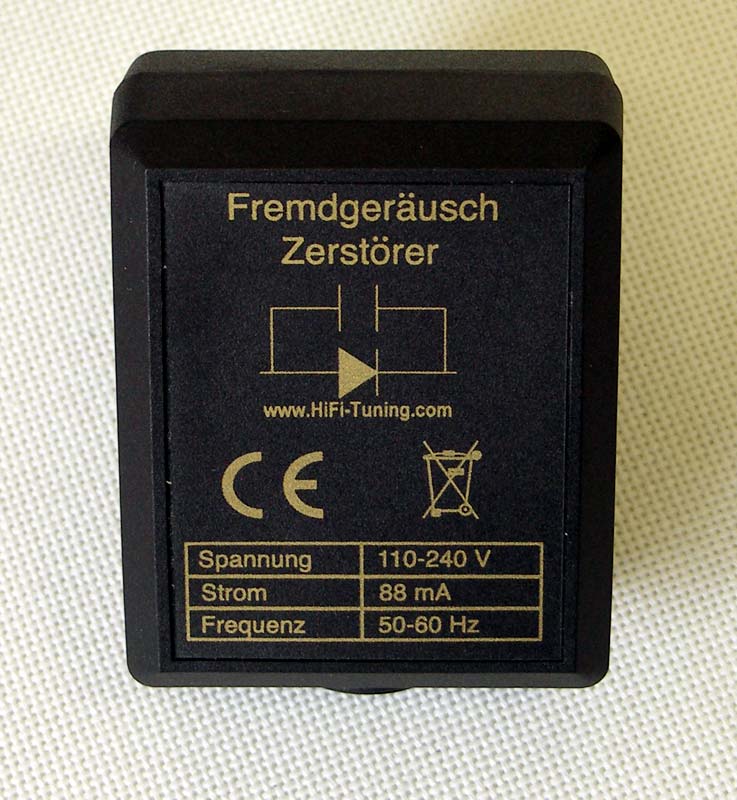 Fremdgeräusch
Zerstörer
www.HiFi-Tuning.com
CE
Spannung 110-240 V
Strom 88 mA
Frequenz 50-60 Hz